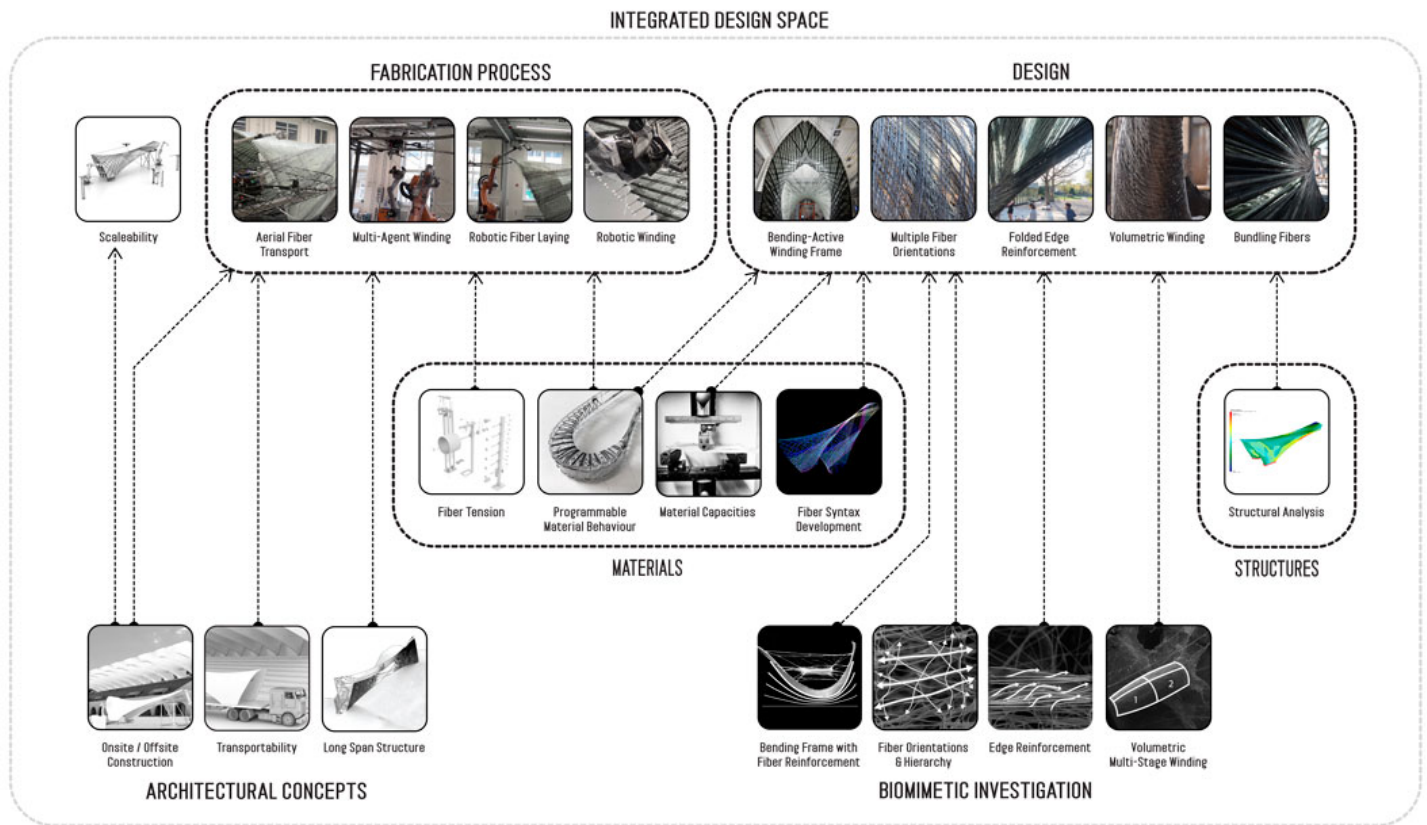 INTEGRATED DESIGN SPACE
FABRICATION PROCESS
DESIGN
Scaleability
Aerial Fiber
Transport
Multi-Agent Winding
Robotic Fiber Laying
Robotic Winding
Bending-Active
Winding Frame
Multiple Fiber
Orientations
Folded Edge
Reinforcement
Volumetric Winding
Bundling Fibers
Fiber Tension
Programmable
Material Behaviour
Material Capacities
Fiber Syntax
Development
MATERIALS
Structural Analysis
STRUCTURES
Onsite / Offsite
Construction
Transportability
Long Span Structure
ARCHITECTURAL CONCEPTS
1
2
Bending Frame with
Fiber Reinforcement
Fiber Orientations
& Hierarchy
Edge Reinforcement
Volumetric
Multi-Stage Winding
BIOMIMETIC INVESTIGATION